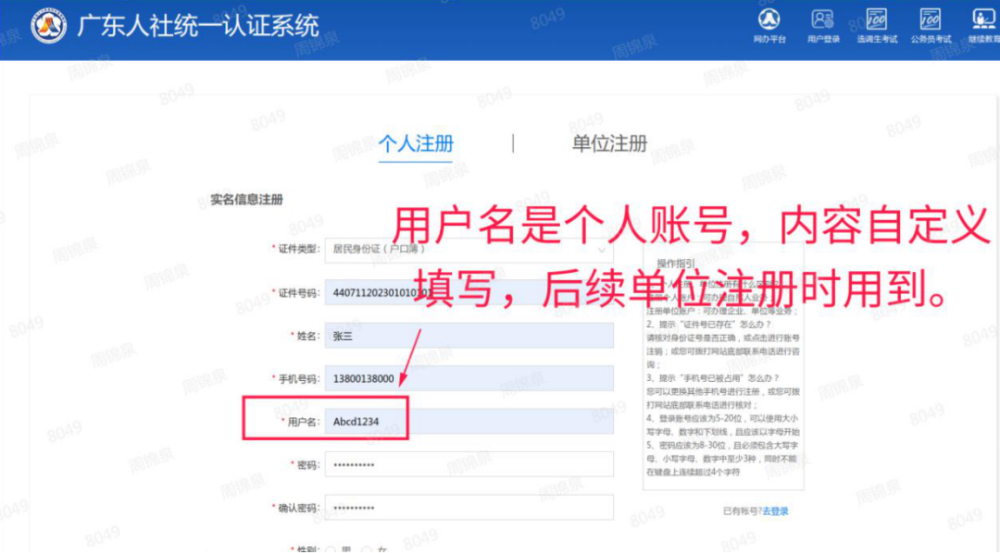 广东人社统一认证系统
网办平台 用户登录 选调生考试 公务员考试 继续教育
个人注册 | 单位注册
实名信息注册
用户名是个人账号，内容自定义
填写，后续单位注册时用到。
* 证件类型： 居民身份证（户口簿）
* 证件号码： 440711202301010101
* 姓名： 张三
* 手机号码： 13800138000
* 用户名： Abcd1234
* 密码： ••••••••••
* 确认密码： ••••••••••
* 性别： 男 女
操作指引
注册单位账户：可办理企业、单位等业务；
2、提示“证件号已存在”怎么办？
请核对身份证号是否正确，或点击进行账号
注销；或您可拨打网站底部联系电话进行咨
询；
3、提示“手机号已被占用”怎么办？
您可以更换其他手机号进行注册，或您可拨
打网站底部联系电话进行核对；
4、登录账号应该为5-20位，可以使用大小
写字母、数字和下划线，且应该以字母开始
5、密码应该为8-30位，且必须包含大写字
母、小写字母、数字中至少3种，同时不能
在键盘上连续超过4个字符
已有账号?去登录
周锦泉
8049